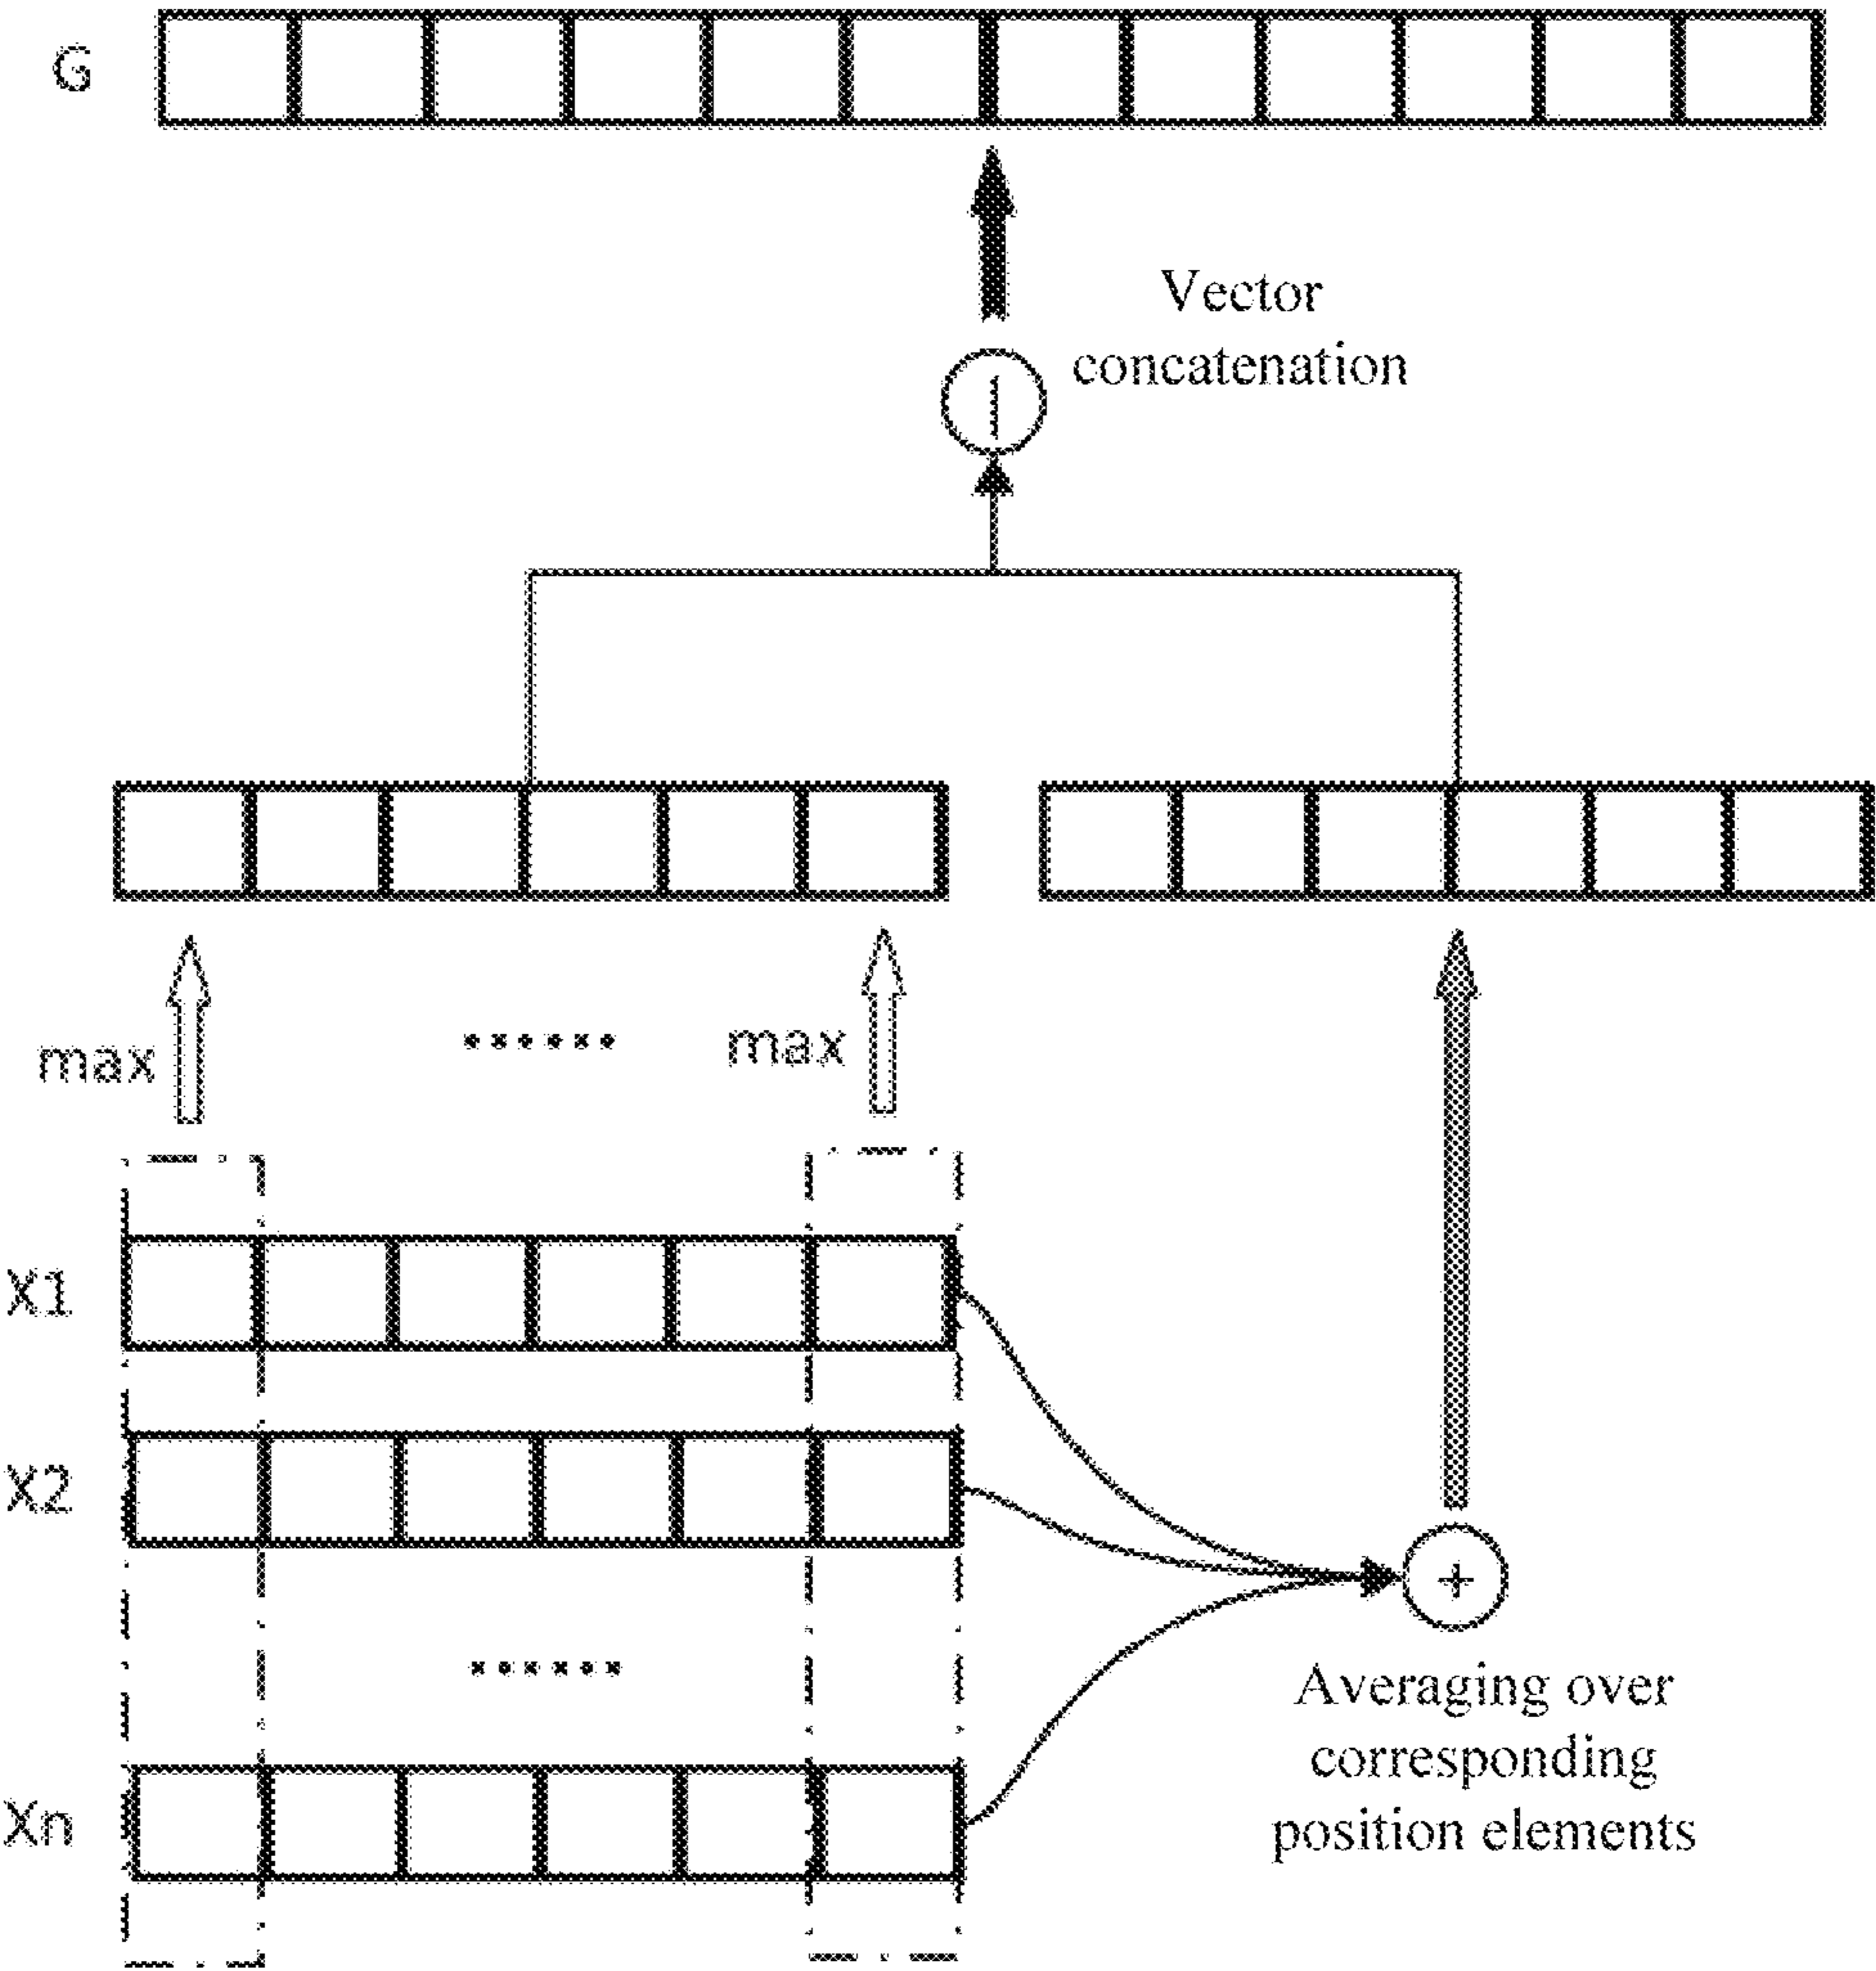 G
Vector
concatenation
max
······
max
X1
X2
······
Xn
+
Averaging over
corresponding
position elements